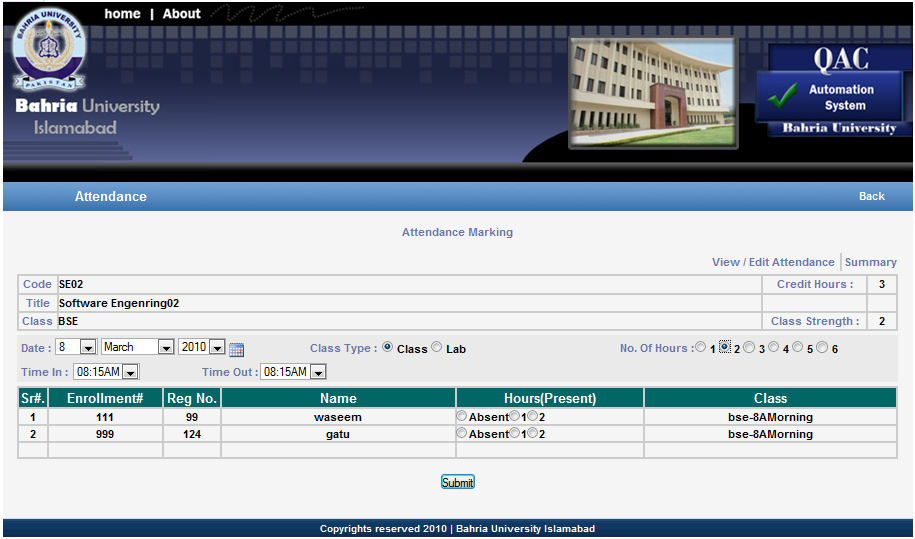 home | About
BAHRIA UNIVERSITY
PAKISTAN
Bahria University
Islamabad
QAC
Automation
System
Bahria University
Attendance Back
Attendance Marking
View / Edit Attendance Summary
Code SE02 Credit Hours : 3
Title Software Engenring02
Class BSE Class Strength : 2
Date : 8 March 2010 Class Type : Class Lab No. Of Hours : 1 2 3 4 5 6
Time In : 08:15AM Time Out : 08:15AM
Sr#. Enrollment# Reg No. Name Hours(Present) Class
1 111 99 waseem Absent 1 2 bse-8AMorning
2 999 124 gatu Absent 1 2 bse-8AMorning
Submit
Copyrights reserved 2010 | Bahria University Islamabad